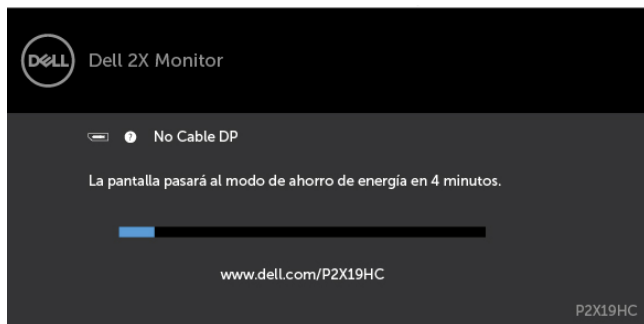 DELL Dell 2X Monitor
? No Cable DP
La pantalla pasará al modo de ahorro de energía en 4 minutos.
www.dell.com/P2X19HC
P2X19HC